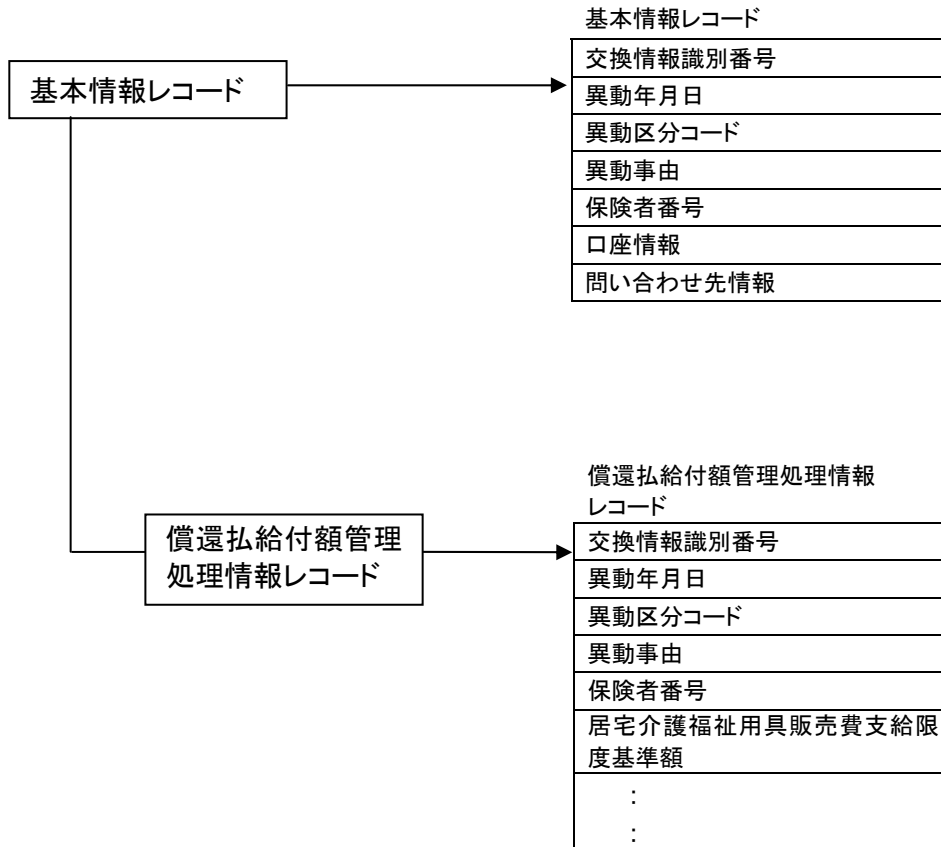 基本情報レコード
基本情報レコード
交換情報識別番号
異動年月日
異動区分コード
異動事由
保険者番号
口座情報
問い合わせ先情報
償還払給付額管理
処理情報レコード
償還払給付額管理処理情報
レコード
交換情報識別番号
異動年月日
異動区分コード
異動事由
保険者番号
居宅介護福祉用具販売費支給限
度基準額
：
：